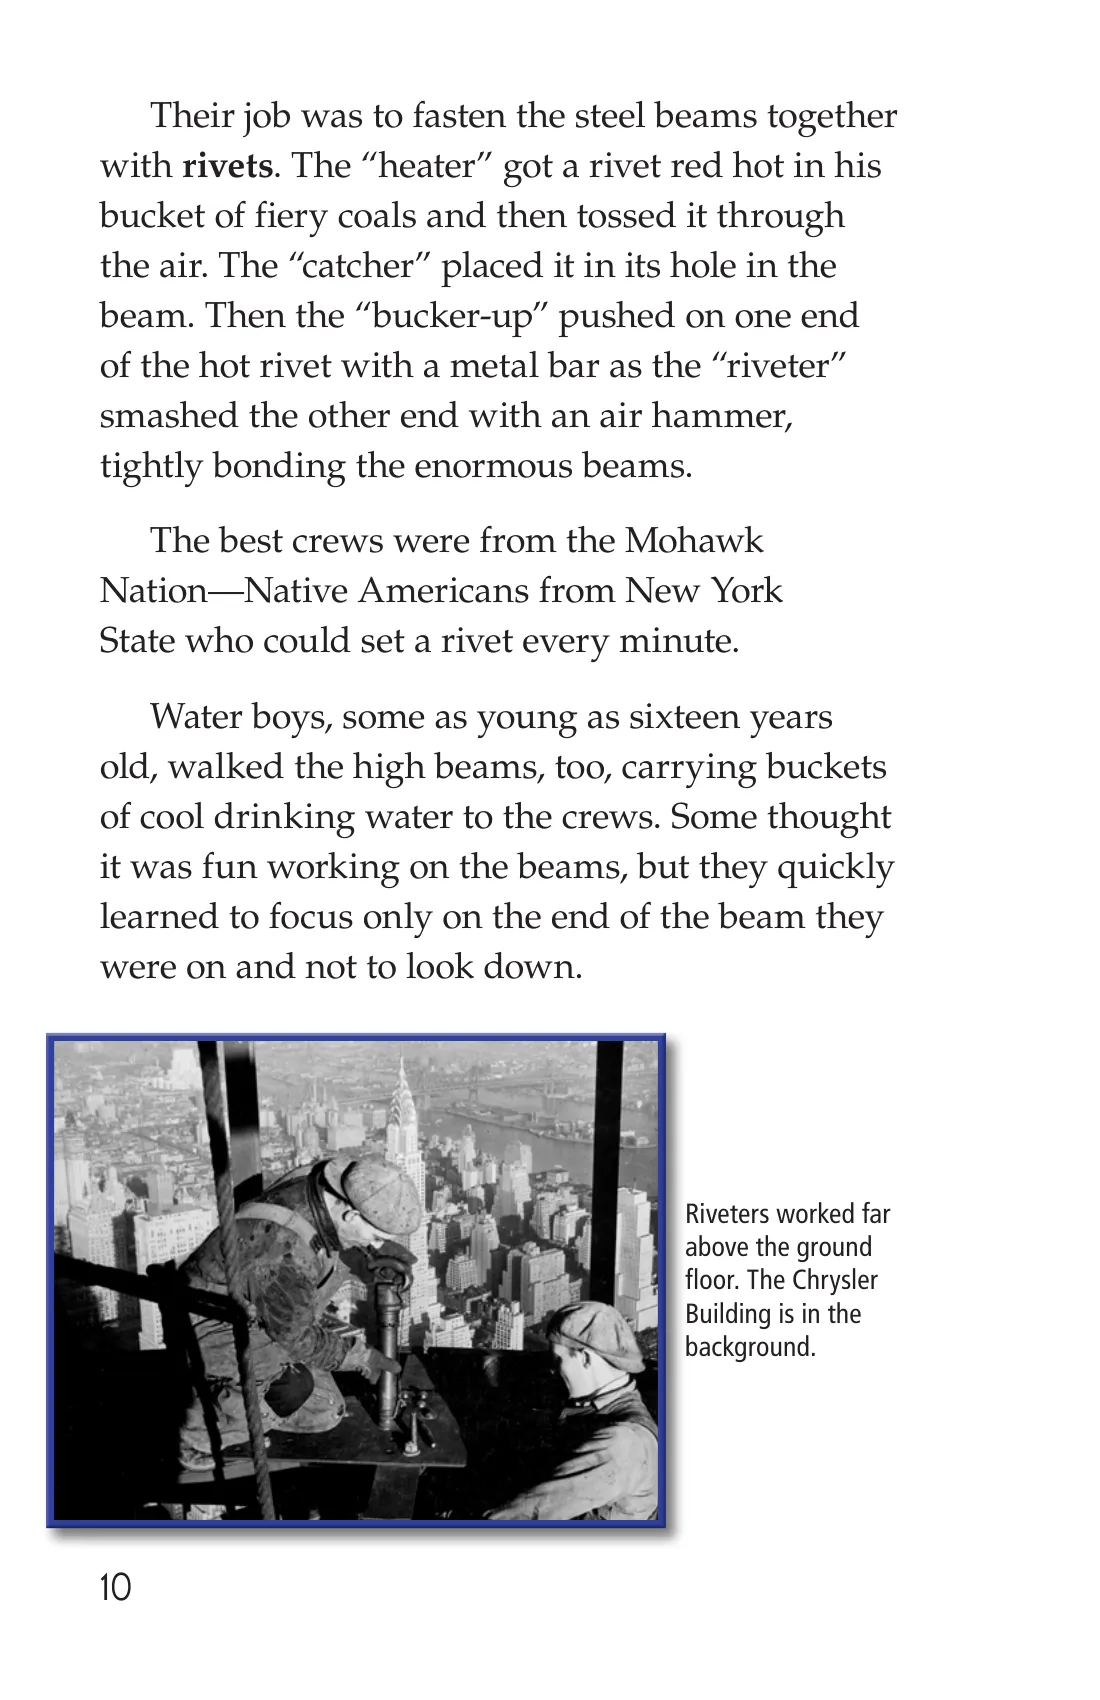 Their job was to fasten the steel beams together
with rivets. The “heater” got a rivet red hot in his
bucket of fiery coals and then tossed it through
the air. The “catcher” placed it in its hole in the
beam. Then the “bucker-up” pushed on one end
of the hot rivet with a metal bar as the “riveter”
smashed the other end with an air hammer,
tightly bonding the enormous beams.
The best crews were from the Mohawk
Nation—Native Americans from New York
State who could set a rivet every minute.
Water boys, some as young as sixteen years
old, walked the high beams, too, carrying buckets
of cool drinking water to the crews. Some thought
it was fun working on the beams, but they quickly
learned to focus only on the end of the beam they
were on and not to look down.
Riveters worked far
above the ground
floor. The Chrysler
Building is in the
background.
10